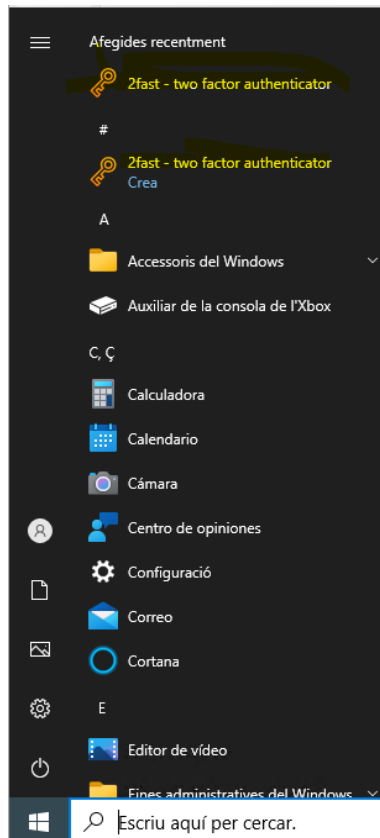 Afegides recentment
2fast - two factor authenticator
#
2fast - two factor authenticator
Crea
A
Accessoris del Windows
Auxiliar de la consola de l'Xbox
C, Ç
Calculadora
Calendario
Cámara
Centro de opiniones
Configuració
Correo
Cortana
E
Editor de vídeo
Eines administratives del Windows
Escriu aquí per cercar.